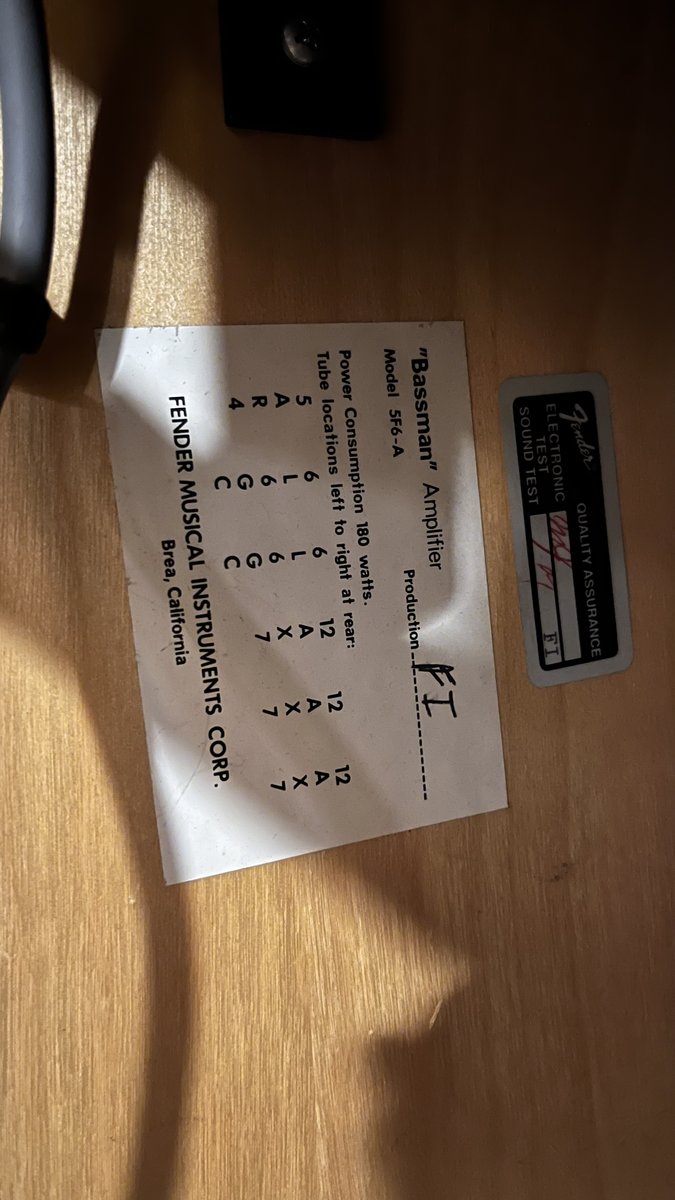 Fender QUALITY ASSURANCE
ELECTRONIC
TEST
SOUND TEST FI
"Bassman" Amplifier
Model 5F6-A Production FI
Power Consumption 180 watts.
Tube locations left to right at rear:
5 6 6 12 12 12
A L L A A A
R 6 6 X X X
4 G G 7 7 7
C C
FENDER MUSICAL INSTRUMENTS CORP.
Brea, California